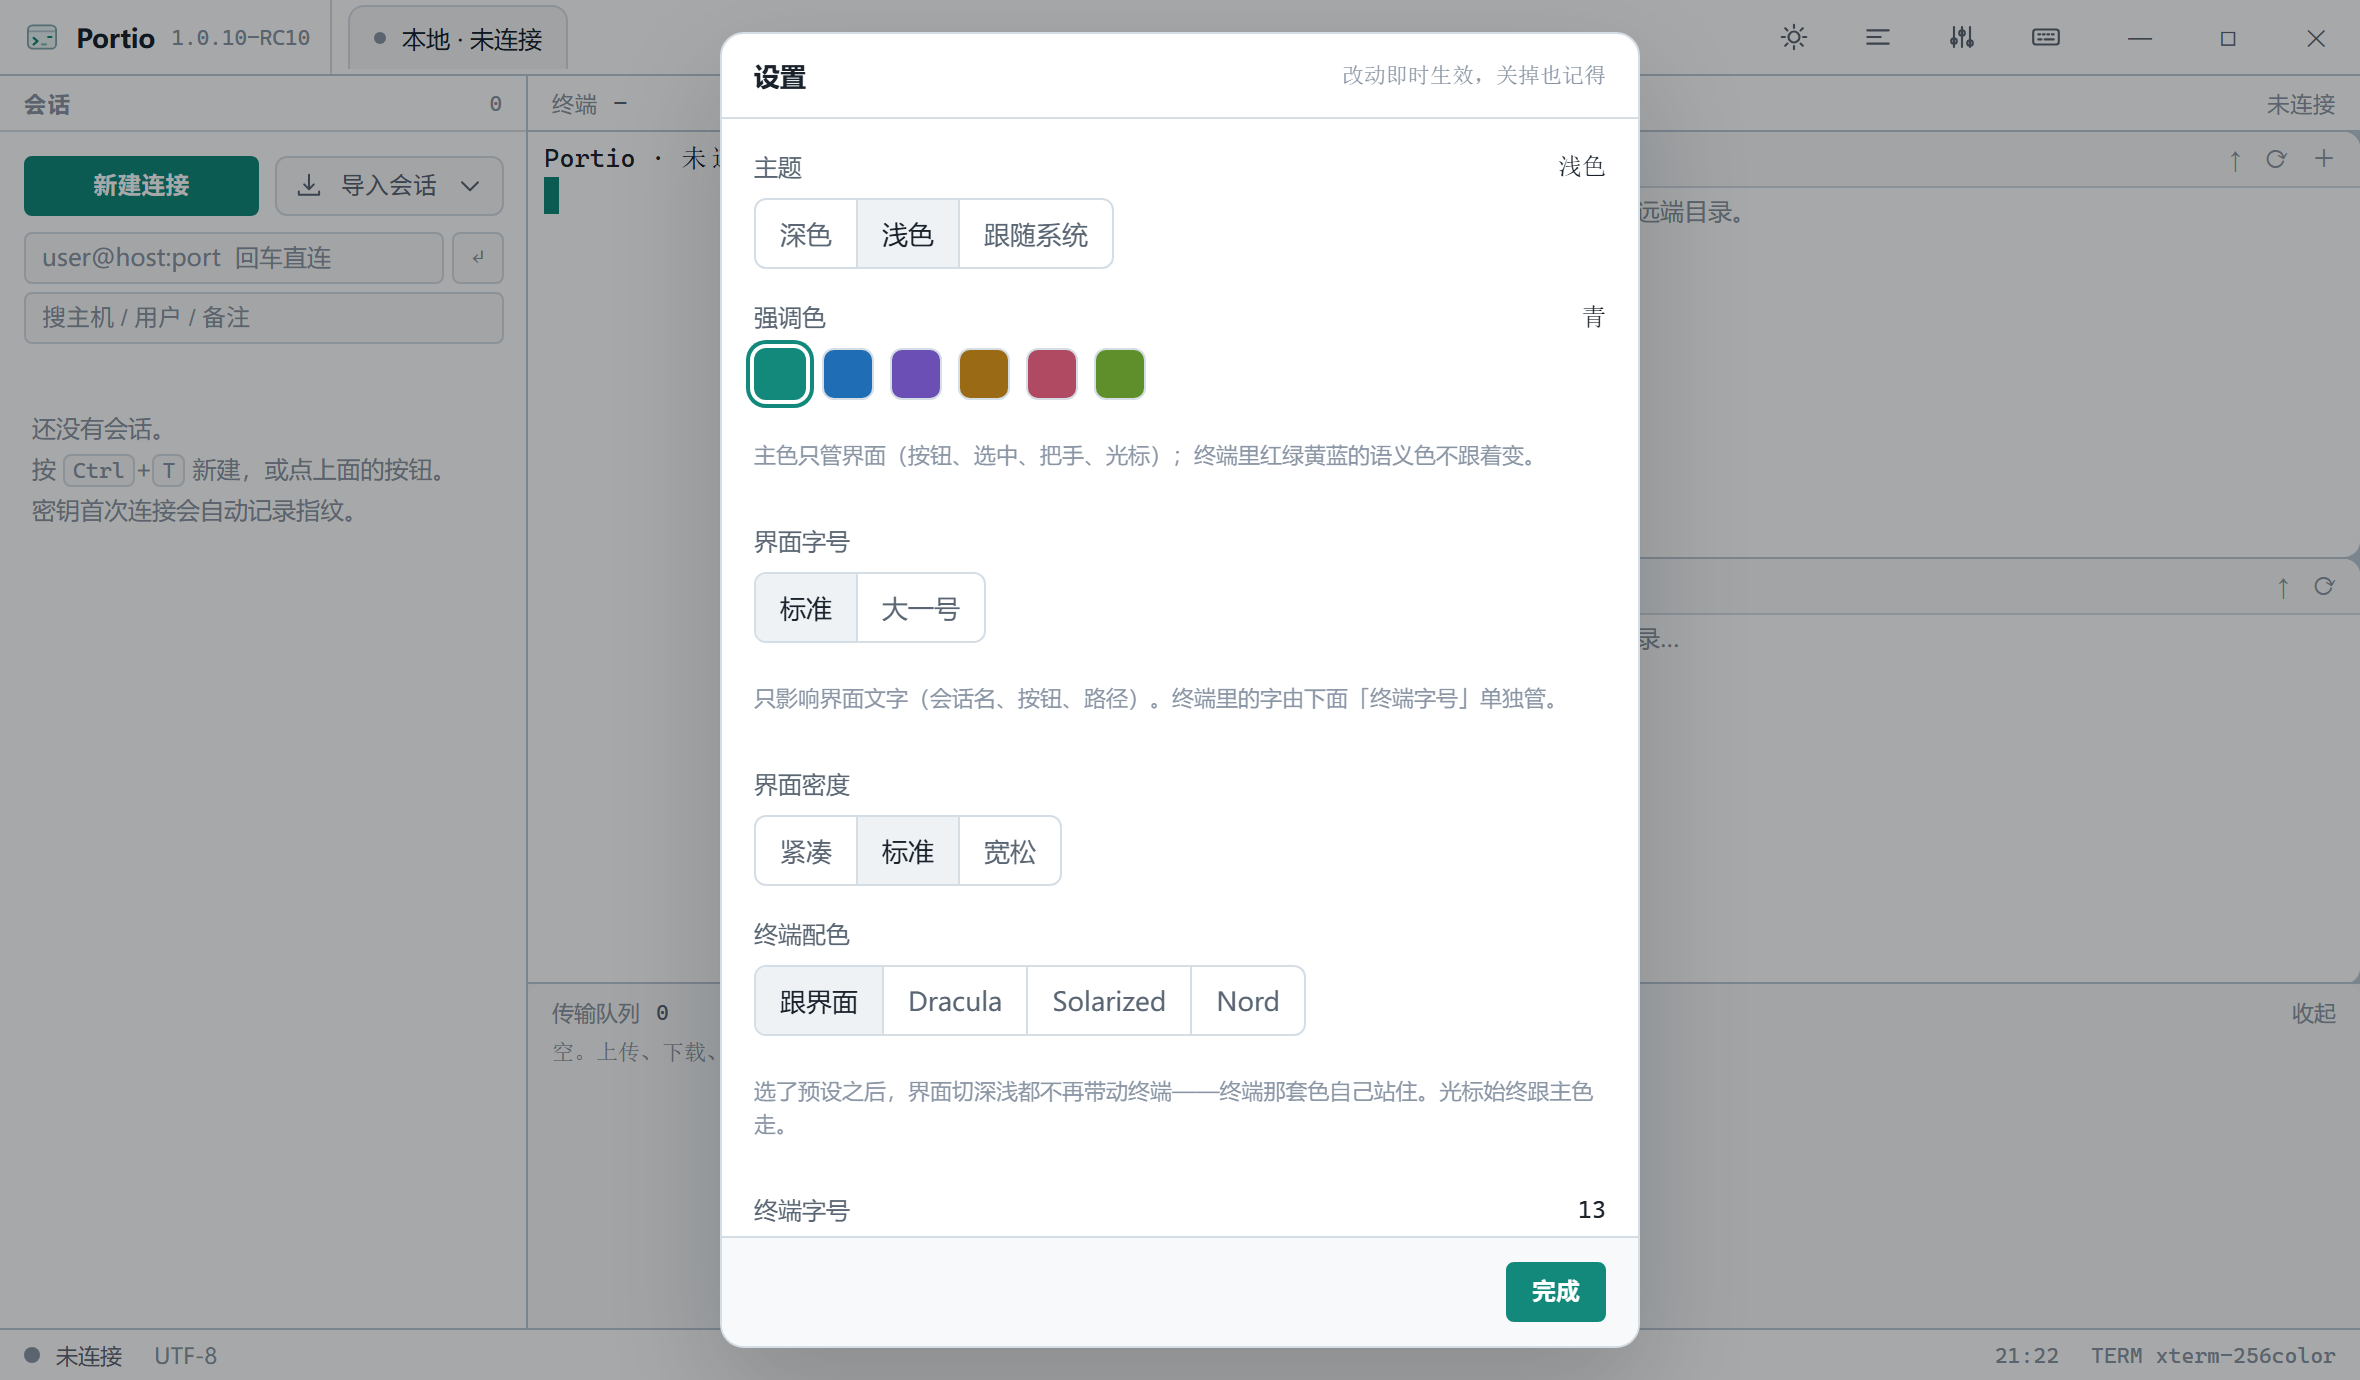 Portio 1.0.10-RC10
本地 · 未连接
会话 0
新建连接
导入会话
user@host:port 回车直连
搜主机 / 用户 / 备注
还没有会话。
按 Ctrl+T 新建，或点上面的按钮。
密钥首次连接会自动记录指纹。
终端 —
Portio · 未
传输队列 0
空。上传、下载、
设置
改动即时生效，关掉也记得
主题
浅色
深色 浅色 跟随系统
强调色
青
主色只管界面（按钮、选中、把手、光标）；终端里红绿黄蓝的语义色不跟着变。
界面字号
标准 大一号
只影响界面文字（会话名、按钮、路径）。终端里的字由下面「终端字号」单独管。
界面密度
紧凑 标准 宽松
终端配色
跟界面 Dracula Solarized Nord
选了预设之后，界面切深浅都不再带动终端——终端那套色自己站住。光标始终跟主色
走。
终端字号
13
完成
未连接
远端目录。
录...
收起
未连接 UTF-8
21:22 TERM xterm-256color